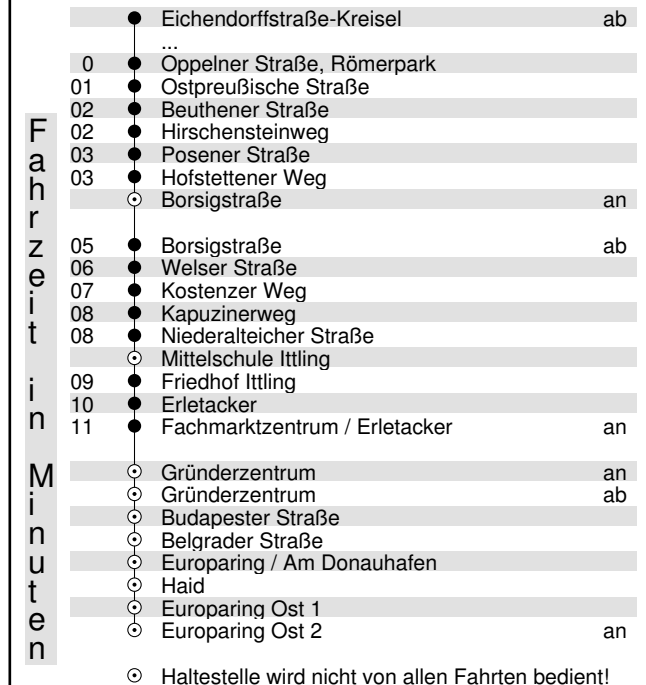 Eichendorffstraße-Kreisel ab
...
0 Oppelner Straße, Römerpark
01 Ostpreußische Straße
02 Beuthener Straße
02 Hirschensteinweg
03 Posener Straße
03 Hofstettener Weg
Borsigstraße an
05 Borsigstraße ab
06 Welser Straße
07 Kostenzer Weg
08 Kapuzinerweg
08 Niederalteicher Straße
Mittelschule Ittling
09 Friedhof Ittling
10 Erletacker
11 Fachmarktzentrum / Erletacker an
Gründerzentrum an
Gründerzentrum ab
Budapester Straße
Belgrader Straße
Europaring / Am Donauhafen
Haid
Europaring Ost 1
Europaring Ost 2 an
Haltestelle wird nicht von allen Fahrten bedient!
Fahrzeit in Minuten